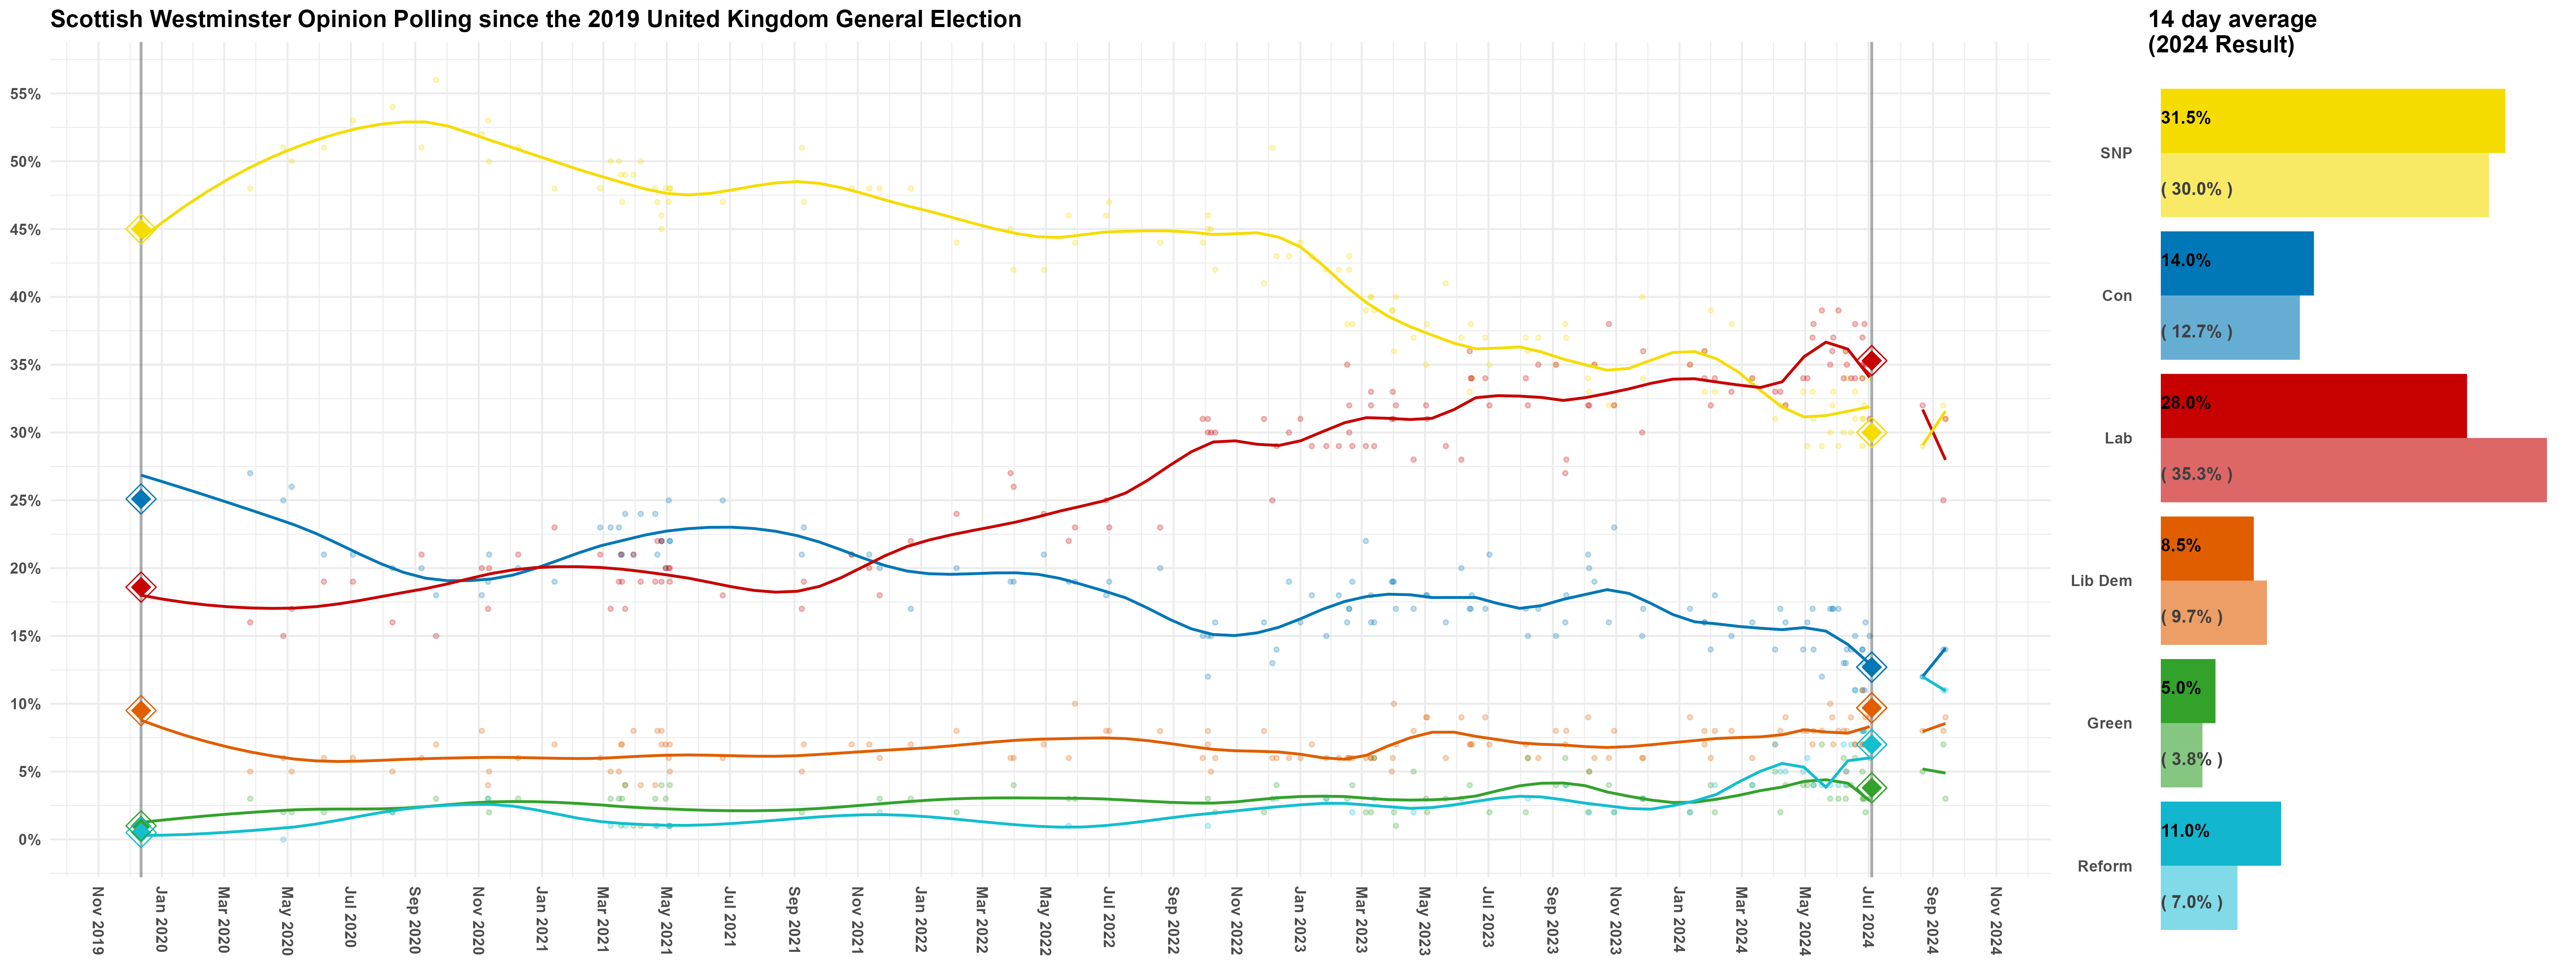 Scottish Westminster Opinion Polling since the 2019 United Kingdom General Election
55%
50%
45%
40%
35%
30%
25%
20%
15%
10%
5%
0%
Nov 2019
Jan 2020
Mar 2020
May 2020
Jul 2020
Sep 2020
Nov 2020
Jan 2021
Mar 2021
May 2021
Jul 2021
Sep 2021
Nov 2021
Jan 2022
Mar 2022
May 2022
Jul 2022
Sep 2022
Nov 2022
Jan 2023
Mar 2023
May 2023
Jul 2023
Sep 2023
Nov 2023
Jan 2024
Mar 2024
May 2024
Jul 2024
Sep 2024
Nov 2024
14 day average
(2024 Result)
SNP
31.5%
( 30.0% )
Con
14.0%
( 12.7% )
Lab
28.0%
( 35.3% )
Lib Dem
8.5%
( 9.7% )
Green
5.0%
( 3.8% )
Reform
11.0%
( 7.0% )